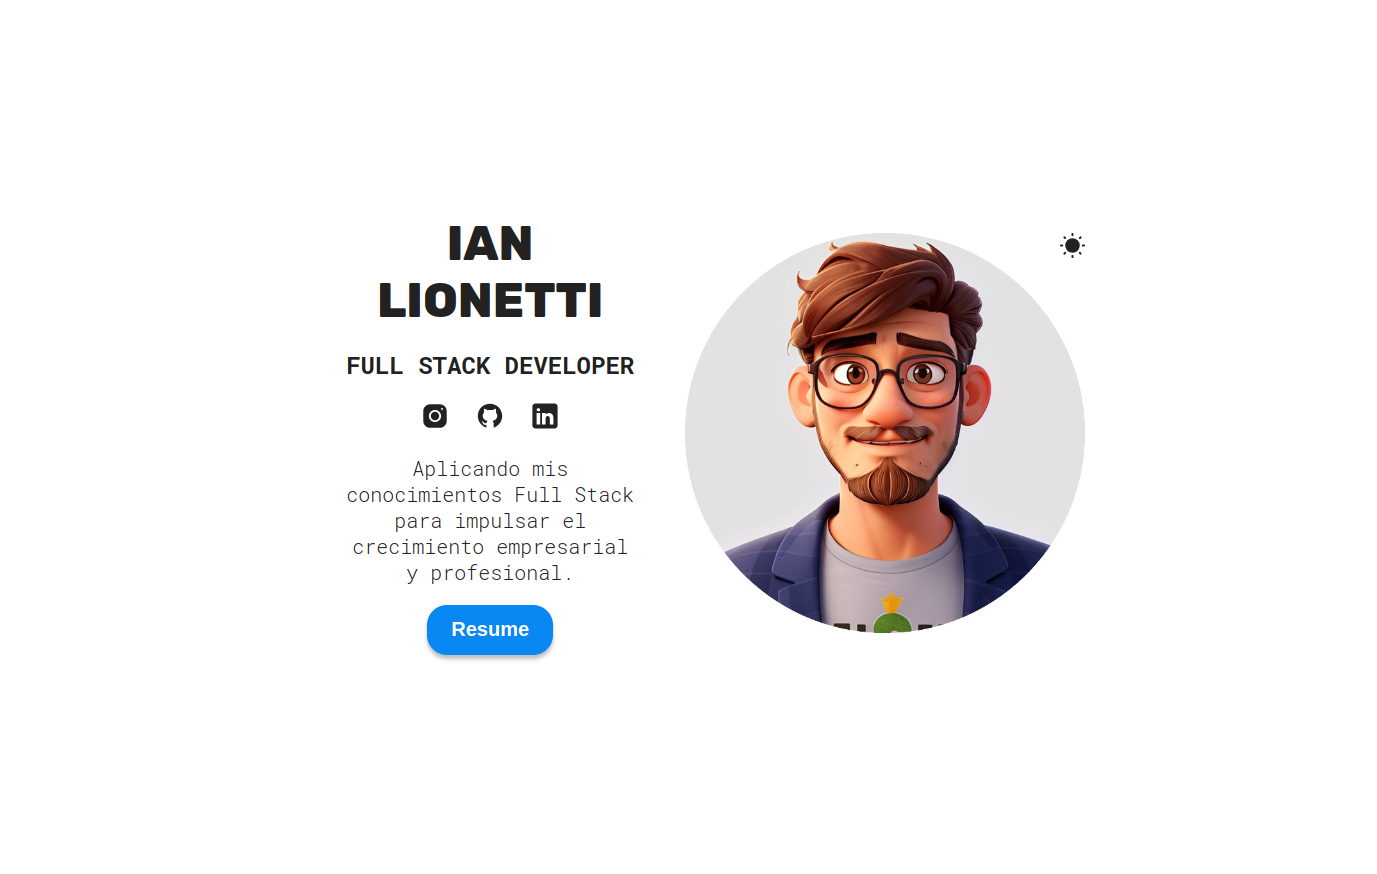 IAN
LIONETTI
FULL STACK DEVELOPER
Aplicando mis
conocimientos Full Stack
para impulsar el
crecimiento empresarial
y profesional.
Resume